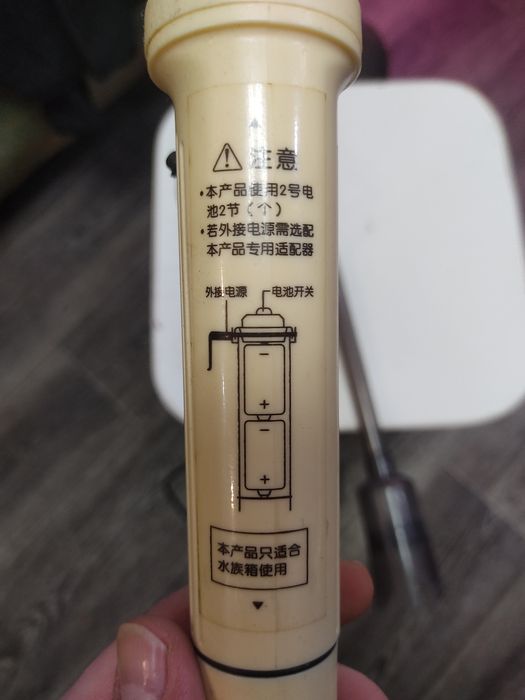 注意
•本产品使用2号电
池2节（个）
•若外接电源需选配
本产品专用适配器
外接电源 电池开关
−
+
−
+
本产品只适合
水族箱使用